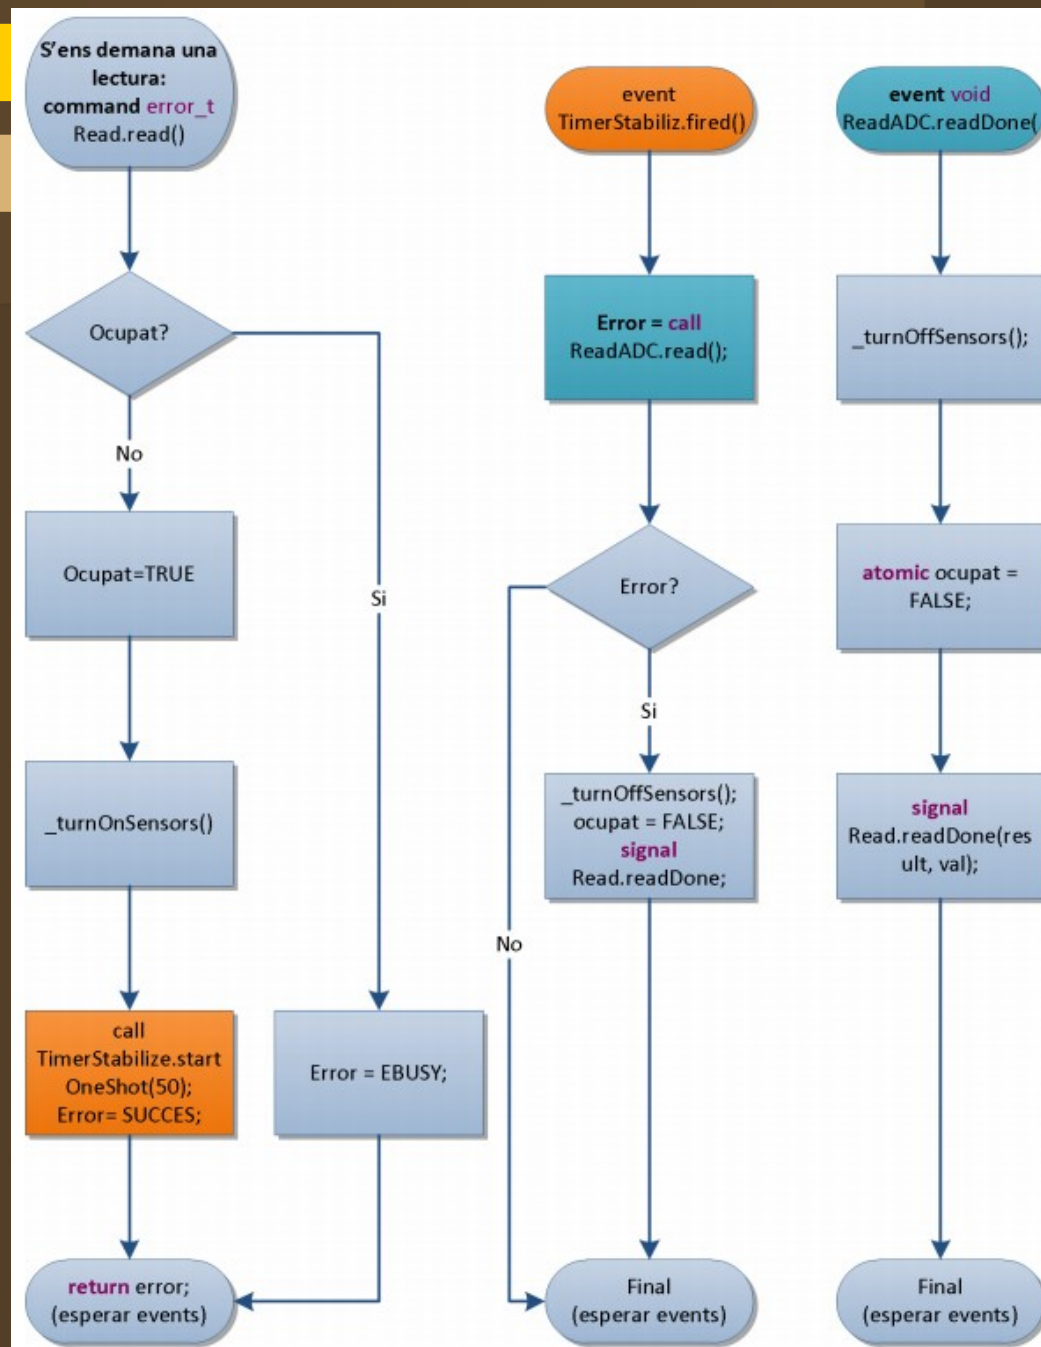 S'ens demana una
lectura:
command error_t
Read.read()
Ocupat?
No
Si
Ocupat=TRUE
_turnOnSensors()
call
TimerStabilize.start
OneShot(50);
Error= SUCCES;
Error = EBUSY;
return error;
(esperar events)
event
TimerStabiliz.fired()
Error = call
ReadADC.read();
Error?
Si
No
_turnOffSensors();
ocupat = FALSE;
signal
Read.readDone;
Final
(esperar events)
event void
ReadADC.readDone(
_turnOffSensors();
atomic ocupat =
FALSE;
signal
Read.readDone(res
ult, val);
Final
(esperar events)